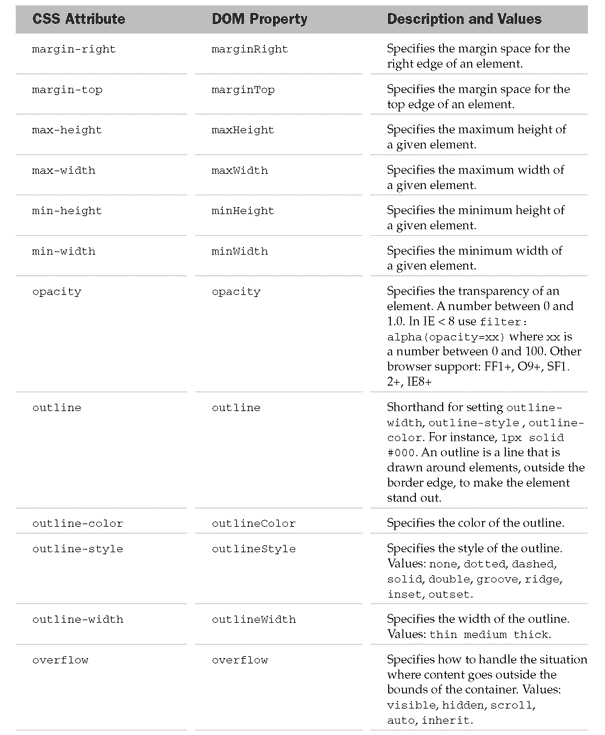 CSS Attribute DOM Property Description and Values
margin-right marginRight Specifies the margin space for the
right edge of an element.
margin-top marginTop Specifies the margin space for the
top edge of an element.
max-height maxHeight Specifies the maximum height of
a given element.
max-width maxWidth Specifies the maximum width of
a given element.
min-height minHeight Specifies the minimum height of
a given element.
min-width minWidth Specifies the minimum width of
a given element.
opacity opacity Specifies the transparency of an
element. A number between 0 and
1.0. In IE < 8 use filter:
alpha(opacity=xx) where xx is
a number between 0 and 100. Other
browser support: FF1+, O9+, SF1.
2+, IE8+
outline outline Shorthand for setting outline-
width, outline-style, outline-
color. For instance, 1px solid
#000. An outline is a line that is
drawn around elements, outside the
border edge, to make the element
stand out.
outline-color outlineColor Specifies the color of the outline.
outline-style outlineStyle Specifies the style of the outline.
Values: none, dotted, dashed,
solid, double, groove, ridge,
inset, outset.
outline-width outlineWidth Specifies the width of the outline.
Values: thin medium thick.
overflow overflow Specifies how to handle the situation
where content goes outside the
bounds of the container. Values:
visible, hidden, scroll,
auto, inherit.